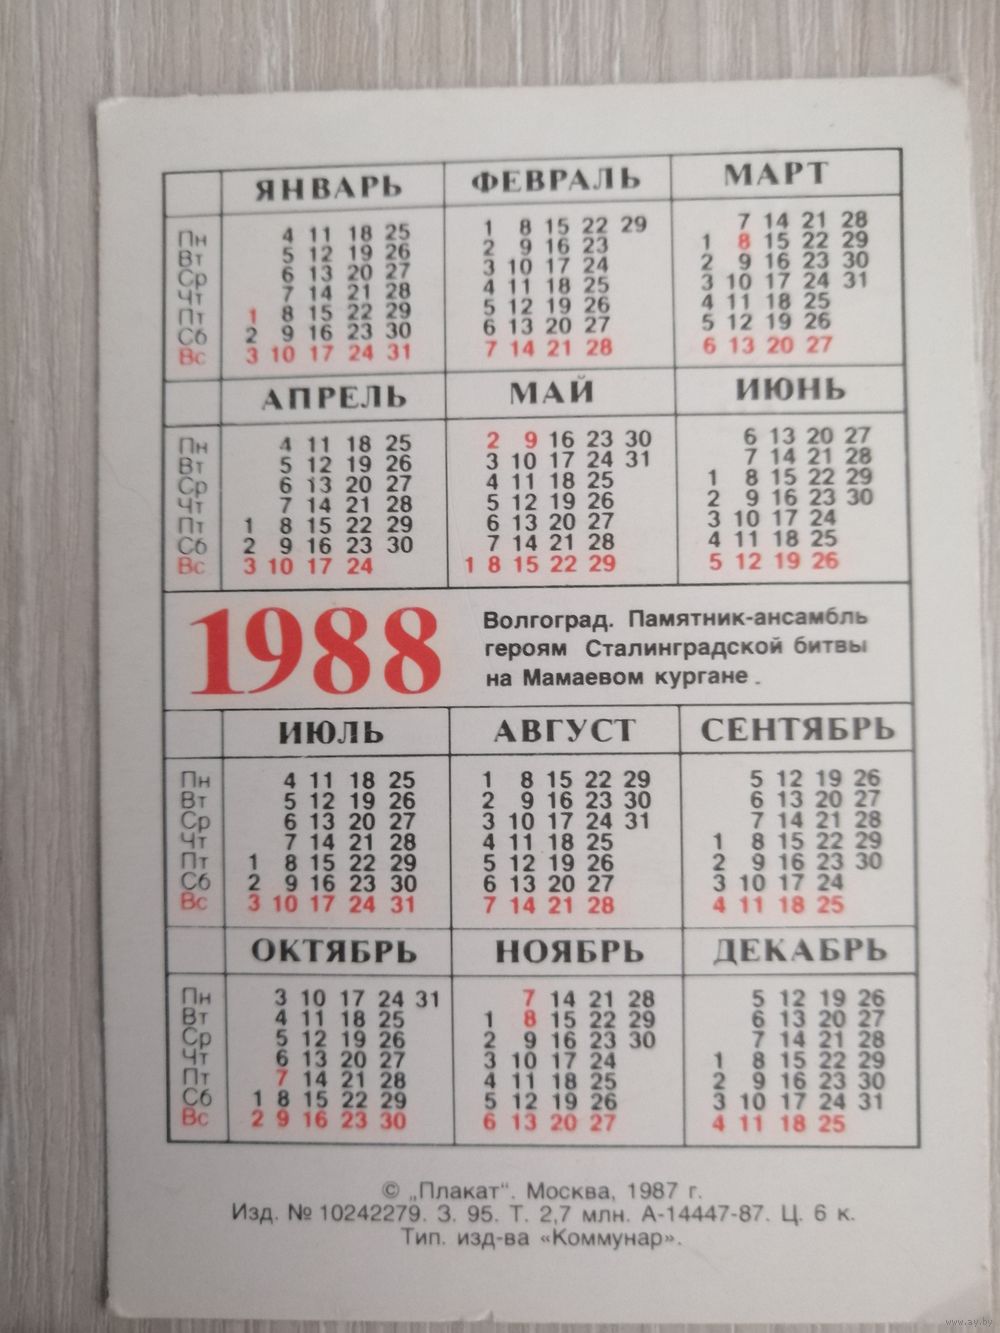 ЯНВАРЬ ФЕВРАЛЬ МАРТ
Пн 4 11 18 25 1 8 15 22 29 7 14 21 28
Вт 5 12 19 26 2 9 16 23 1 8 15 22 29
Ср 6 13 20 27 3 10 17 24 2 9 16 23 30
Чт 7 14 21 28 4 11 18 25 3 10 17 24 31
Пт 1 8 15 22 29 5 12 19 26 4 11 18 25
Сб 2 9 16 23 30 6 13 20 27 5 12 19 26
Вс 3 10 17 24 31 7 14 21 28 6 13 20 27
АПРЕЛЬ МАЙ ИЮНЬ
Пн 4 11 18 25 2 9 16 23 30 6 13 20 27
Вт 5 12 19 26 3 10 17 24 31 7 14 21 28
Ср 6 13 20 27 4 11 18 25 1 8 15 22 29
Чт 7 14 21 28 5 12 19 26 2 9 16 23 30
Пт 1 8 15 22 29 6 13 20 27 3 10 17 24
Сб 2 9 16 23 30 7 14 21 28 4 11 18 25
Вс 3 10 17 24 1 8 15 22 29 5 12 19 26
1988
Волгоград. Памятник-ансамбль
героям Сталинградской битвы
на Мамаевом кургане.
ИЮЛЬ АВГУСТ СЕНТЯБРЬ
Пн 4 11 18 25 1 8 15 22 29 5 12 19 26
Вт 5 12 19 26 2 9 16 23 30 6 13 20 27
Ср 6 13 20 27 3 10 17 24 31 7 14 21 28
Чт 7 14 21 28 4 11 18 25 1 8 15 22 29
Пт 1 8 15 22 29 5 12 19 26 2 9 16 23 30
Сб 2 9 16 23 30 6 13 20 27 3 10 17 24
Вс 3 10 17 24 31 7 14 21 28 4 11 18 25
ОКТЯБРЬ НОЯБРЬ ДЕКАБРЬ
Пн 3 10 17 24 31 7 14 21 28 5 12 19 26
Вт 4 11 18 25 1 8 15 22 29 6 13 20 27
Ср 5 12 19 26 2 9 16 23 30 7 14 21 28
Чт 6 13 20 27 3 10 17 24 1 8 15 22 29
Пт 7 14 21 28 4 11 18 25 2 9 16 23 30
Сб 1 8 15 22 29 5 12 19 26 3 10 17 24 31
Вс 2 9 16 23 30 6 13 20 27 4 11 18 25
© „Плакат“. Москва, 1987 г.
Изд. № 10242279. З. 95. Т. 2,7 млн. А-14447-87. Ц. 6 к.
Тип. изд-ва «Коммунар».
www.ay.by